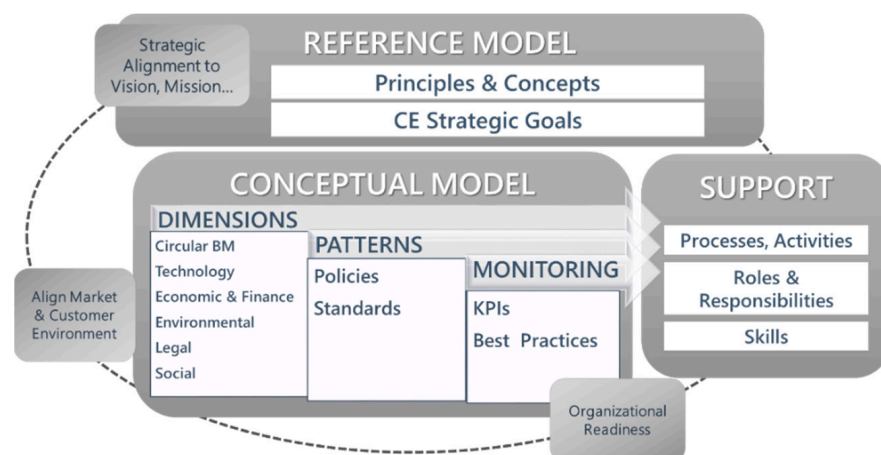 Strategic
Alignment to
Vision, Mission...
REFERENCE MODEL
Principles & Concepts
CE Strategic Goals
CONCEPTUAL MODEL
DIMENSIONS
Circular BM
Technology
Economic & Finance
Environmental
Legal
Social
PATTERNS
Policies
Standards
MONITORING
KPIs
Best Practices
SUPPORT
Processes, Activities
Roles &
Responsibilities
Skills
Align Market
& Customer
Environment
Organizational
Readiness